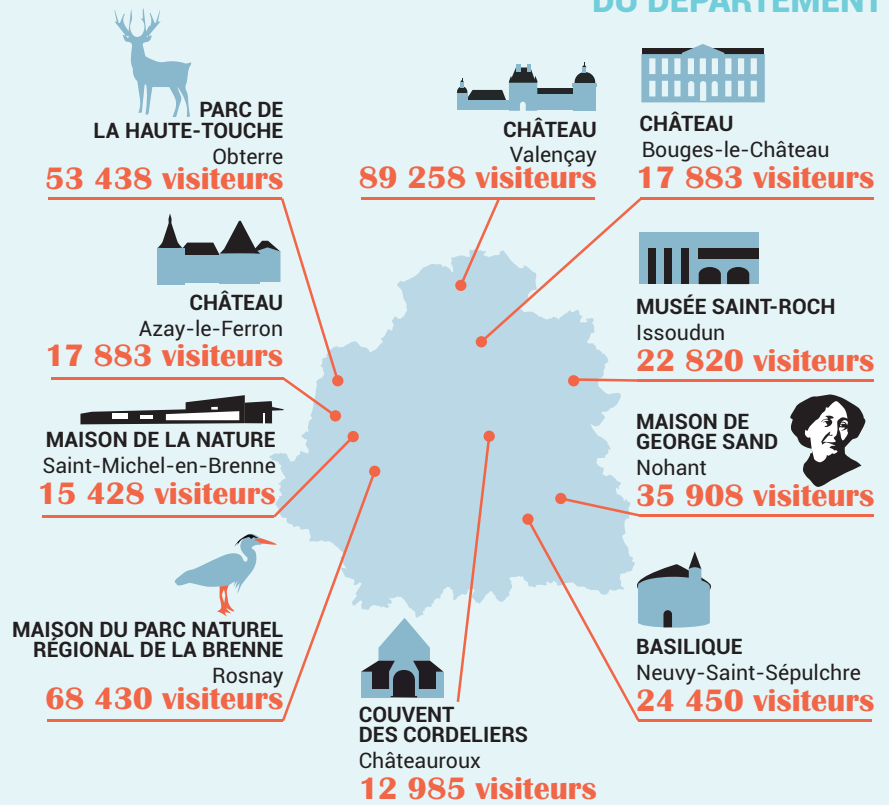 DU DÉPARTEMENT
PARC DE
LA HAUTE-TOUCHE
Obterre
53 438 visiteurs
CHÂTEAU
Valençay
89 258 visiteurs
CHÂTEAU
Bouges-le-Château
17 883 visiteurs
CHÂTEAU
Azay-le-Ferron
17 883 visiteurs
MUSÉE SAINT-ROCH
Issoudun
22 820 visiteurs
MAISON DE LA NATURE
Saint-Michel-en-Brenne
15 428 visiteurs
MAISON DE
GEORGE SAND
Nohant
35 908 visiteurs
MAISON DU PARC NATUREL
RÉGIONAL DE LA BRENNE
Rosnay
68 430 visiteurs
COUVENT
DES CORDELIERS
Châteauroux
12 985 visiteurs
BASILIQUE
Neuvy-Saint-Sépulchre
24 450 visiteurs